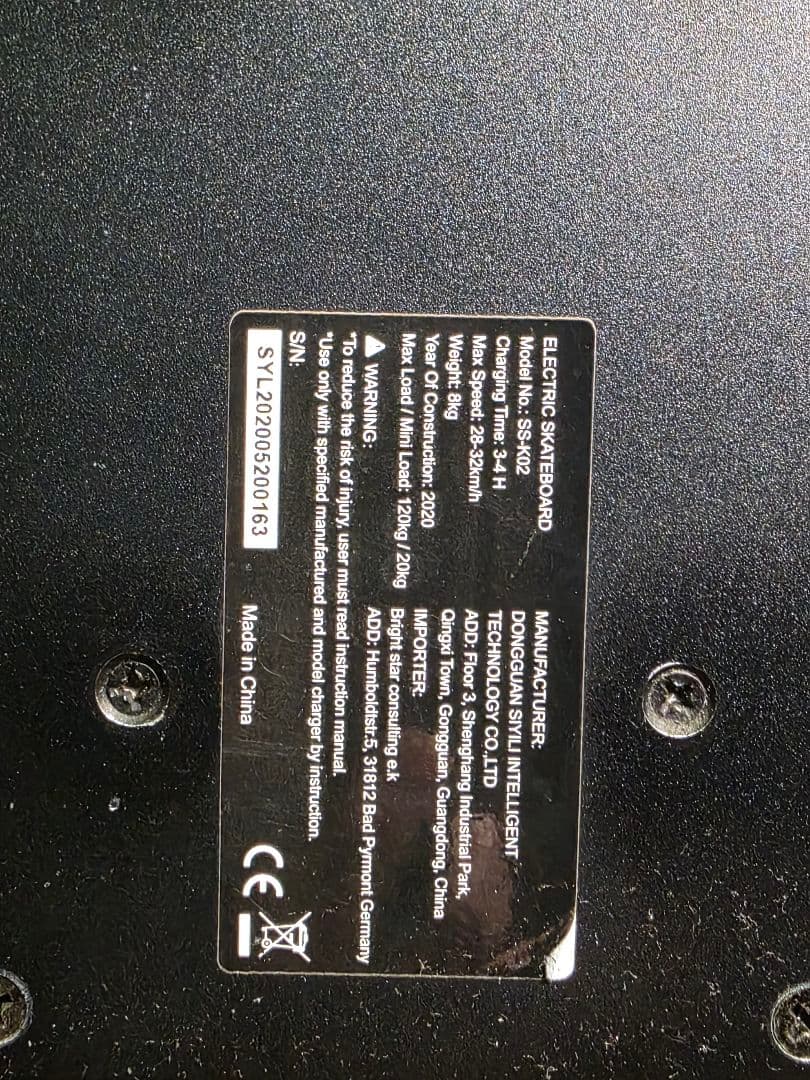 ELECTRIC SKATEBOARD
Model No.: SS-K02
Charging Time: 3-4 H
Max Speed: 28-32km/h
Weight: 8kg
Year Of Construction: 2020
Max Load / Mini Load: 120kg / 20kg
MANUFACTURER:
DONGGUAN SIYILI INTELLIGENT
TECHNOLOGY CO.,LTD
ADD: Floor 3, Shenghang Industrial Park,
Qingxi Town, Gongguan, Guangdong, China
IMPORTER:
Bright star consulting e.k
ADD: Humboldtstr.5, 31812 Bad Pyrmont Germany
WARNING:
*To reduce the risk of injury, user must read instruction manual.
*Use only with specified manufactured and model charger by instruction.
S/N:
SYL202005200163
Made in China
CE